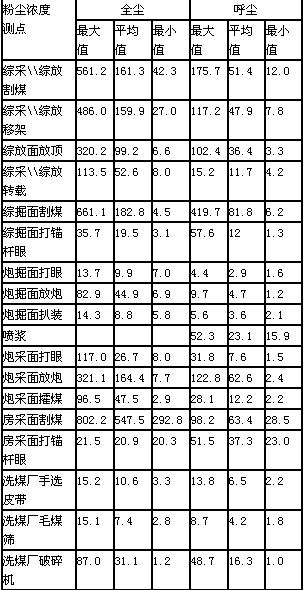 粉尘浓度测点 全尘 呼尘
最大值 平均值 最小值 最大值 平均值 最小值
综采\\综放割煤 561.2 161.3 42.3 175.7 51.4 12.0
综采\\综放移架 486.0 159.9 27.0 117.2 47.9 7.8
综放面放顶 320.2 99.2 6.6 102.4 36.4 3.3
综采\\综放转载 113.5 52.6 8.0 15.2 11.7 4.2
综掘面割煤 661.1 182.8 4.5 419.7 81.8 6.2
综掘面打锚杆眼 35.7 19.5 3.1 57.6 12 1.3
炮掘面打眼 13.7 9.9 7.0 4.4 2.9 1.6
炮掘面放炮 82.9 44.9 6.9 9.7 4.7 1.2
炮掘面扒装 14.3 8.8 5.8 5.6 3.6 2.1
喷浆 52.3 23.1 15.9
炮采面打眼 117.0 26.7 8.0 31.8 7.6 1.5
炮采面放炮 321.1 164.4 7.7 122.8 62.6 2.4
炮采面攉煤 96.5 47.5 2.9 28.1 12.2 2.2
房采面割煤 802.2 547.5 292.8 98.2 63.4 28.5
房采面打锚杆眼 21.5 20.9 20.3 51.5 37.3 23.0
洗煤厂手选皮带 15.2 10.6 3.3 13.8 6.5 2.2
洗煤厂毛煤筛 15.1 7.4 2.8 8.7 4.2 1.8
洗煤厂破碎机 87.0 31.1 1.2 48.7 16.3 1.0